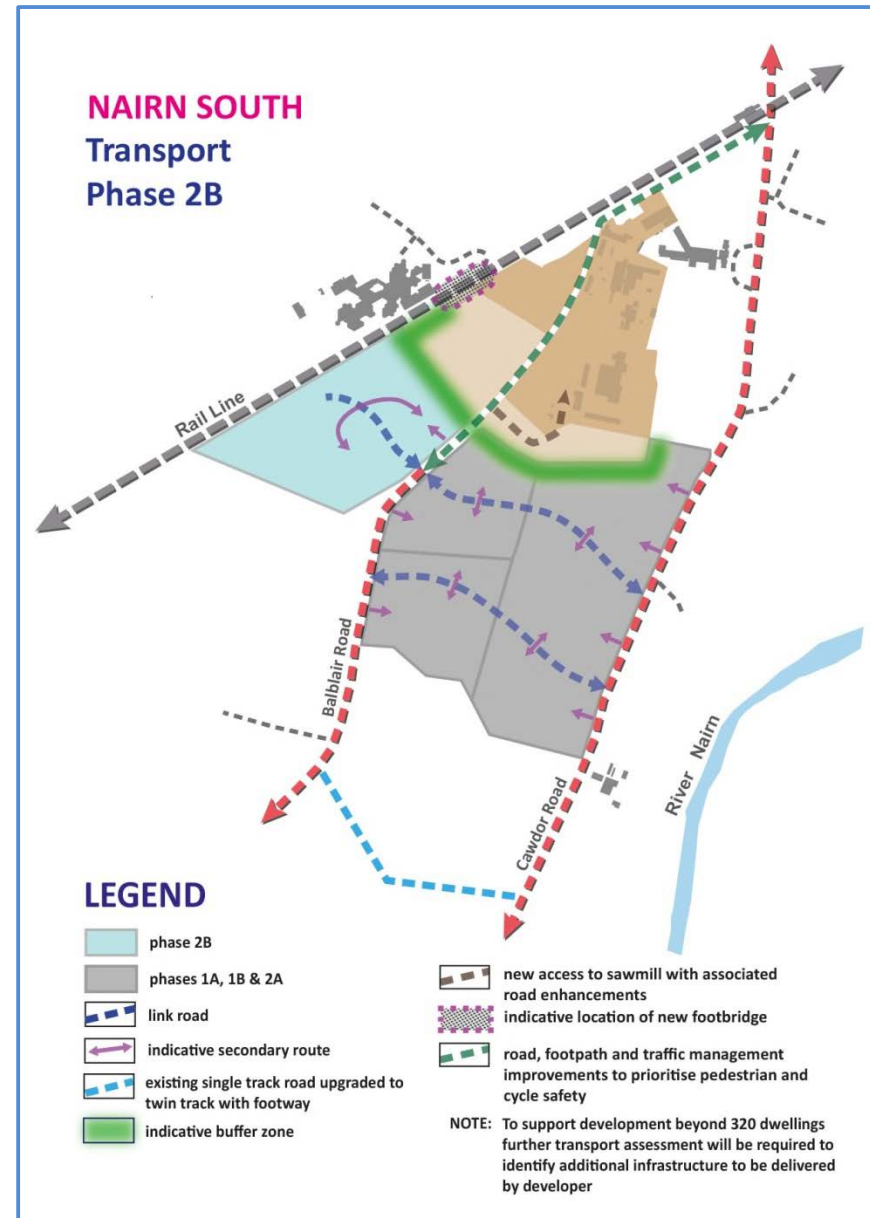 NAIRN SOUTH
Transport
Phase 2B
Rail Line
Balblair Road
Cawdor Road
River Nairn
LEGEND
phase 2B
phases 1A, 1B & 2A
link road
indicative secondary route
existing single track road upgraded to
twin track with footway
indicative buffer zone
new access to sawmill with associated
road enhancements
indicative location of new footbridge
road, footpath and traffic management
improvements to prioritise pedestrian and
cycle safety
NOTE: To support development beyond 320 dwellings
further transport assessment will be required to
identify additional infrastructure to be delivered
by developer